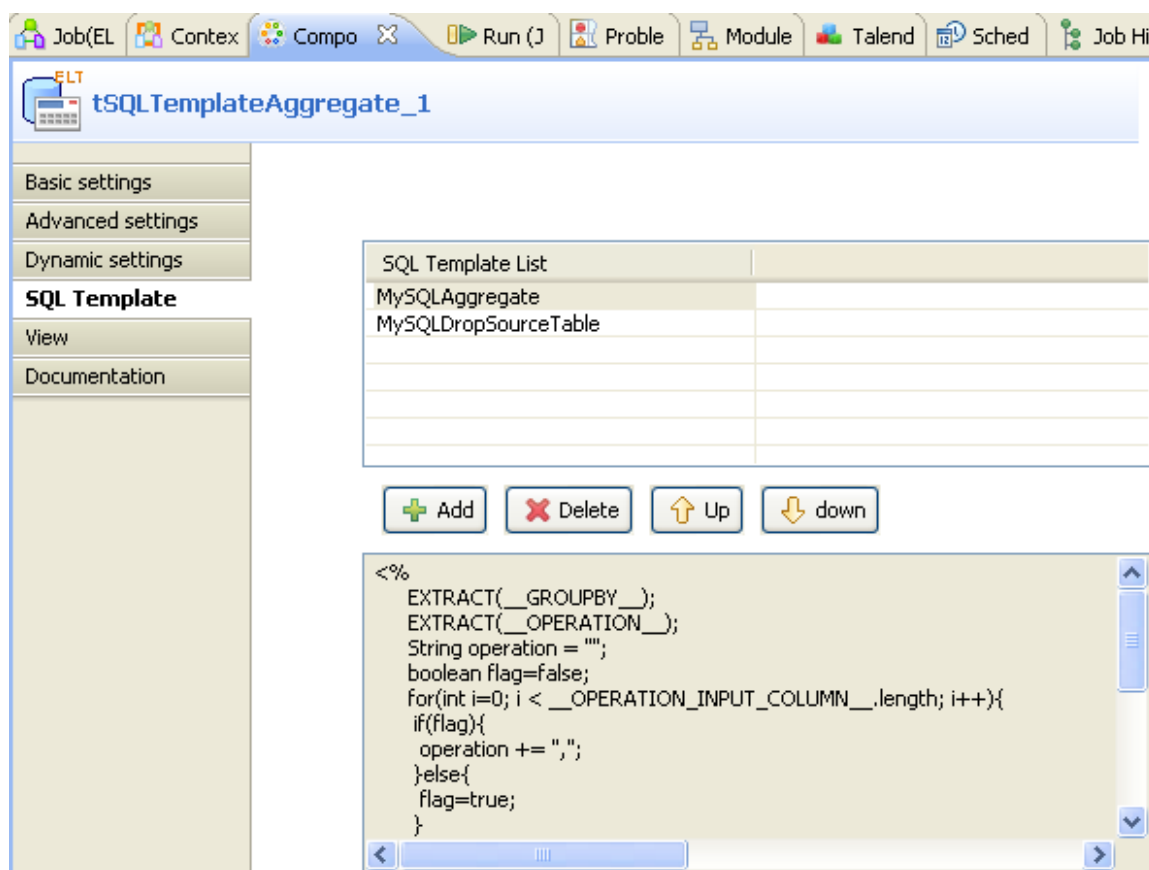 Job(EL Contex Compo Run (J Proble Module Talend Sched Job Hi
ELT
tSQLTemplateAggregate_1
Basic settings
Advanced settings
Dynamic settings
SQL Template
View
Documentation
SQL Template List
MySQLAggregate
MySQLDropSourceTable
Add Delete Up down
<%
EXTRACT(__GROUPBY__);
EXTRACT(__OPERATION__);
String operation = "";
boolean flag=false;
for(int i=0; i < __OPERATION_INPUT_COLUMN__.length; i++){
if(flag){
operation += ",";
}else{
flag=true;
}